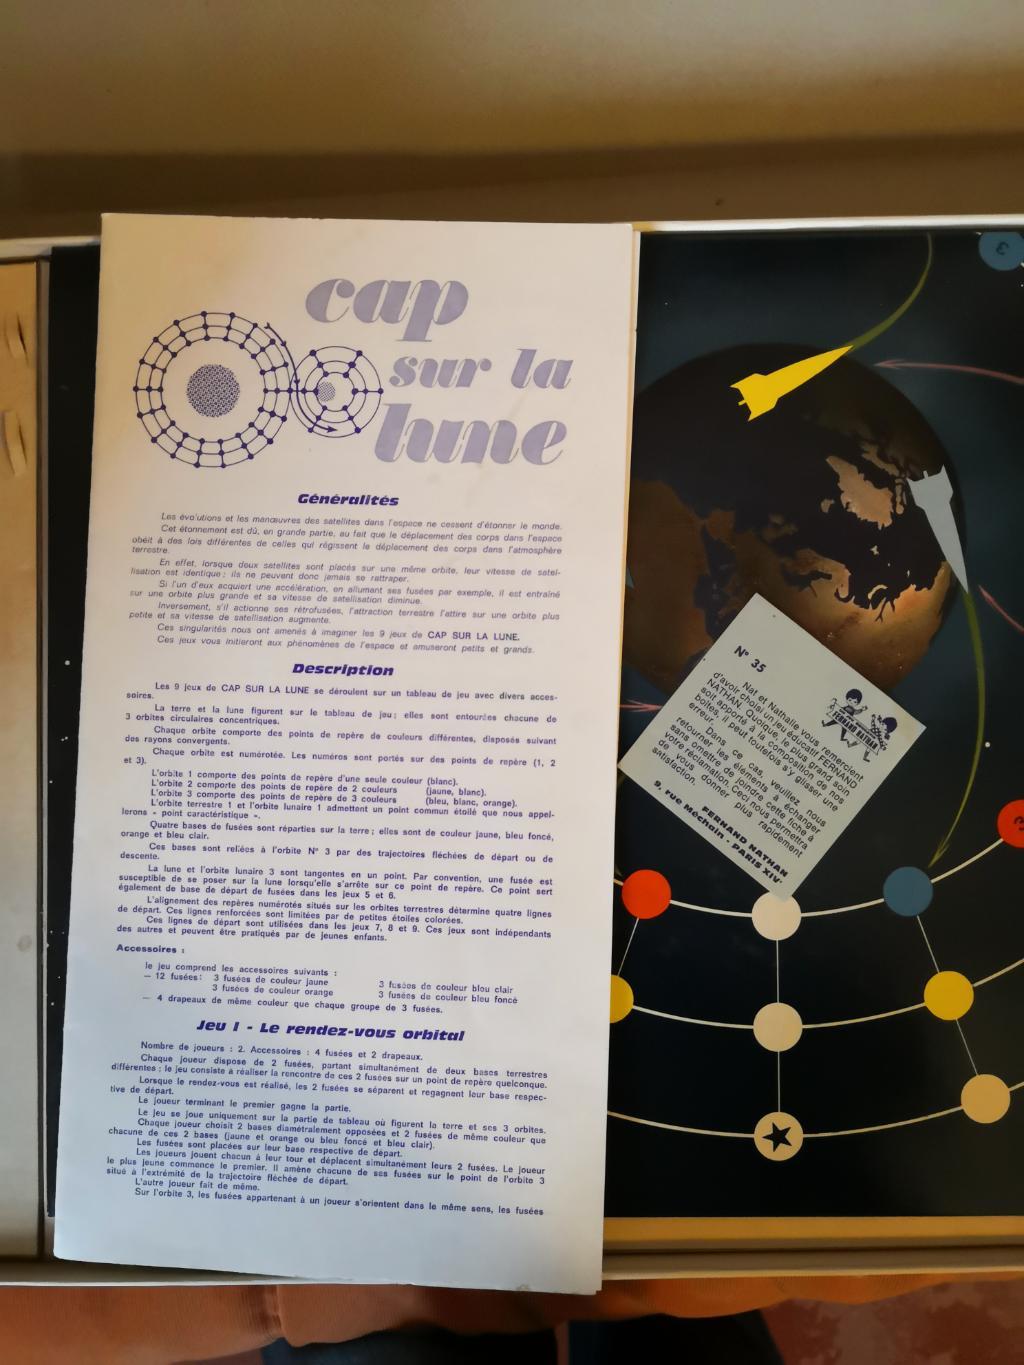 cap
sur la
lune
Généralités
Les évolutions et les manœuvres des satellites dans l'espace ne cessent d'étonner le monde.
Cet étonnement est dû, en grande partie, au fait que le déplacement des corps dans l'espace
obéit à des lois différentes de celles qui régissent le déplacement des corps dans l'atmosphère
terrestre.
En effet, lorsque deux satellites sont placés sur une même orbite, leur vitesse de satel-
lisation est identique ; ils ne peuvent donc jamais se rattraper.
Si l'un d'eux acquiert une accélération, en allumant ses fusées par exemple, il est entraîné
sur une orbite plus grande et sa vitesse de satellisation diminue.
Inversement, s'il actionne ses rétrofusées, l'attraction terrestre l'attire sur une orbite plus
petite et sa vitesse de satellisation augmente.
Ces singularités nous ont amenés à imaginer les 9 jeux de CAP SUR LA LUNE.
Ces jeux vous initieront aux phénomènes de l'espace et amuseront petits et grands.
Description
Les 9 jeux de CAP SUR LA LUNE se déroulent sur un tableau de jeu avec divers acces-
soires.
La terre et la lune figurent sur le tableau de jeu ; elles sont entourées chacune de
3 orbites circulaires concentriques.
Chaque orbite comporte des points de repère de couleurs différentes, disposés suivant
des rayons convergents.
Chaque orbite est numérotée. Les numéros sont portés sur des points de repère (1, 2
et 3).
L'orbite 1 comporte des points de repère d'une seule couleur (blanc).
L'orbite 2 comporte des points de repère de 2 couleurs (jaune, blanc).
L'orbite 3 comporte des points de repère de 3 couleurs (bleu, blanc, orange).
L'orbite terrestre 1 et l'orbite lunaire 1 admettent un point commun étoilé que nous appel-
lerons « point caractéristique ».
Quatre bases de fusées sont réparties sur la terre ; elles sont de couleur jaune, bleu foncé,
orange et bleu clair.
Ces bases sont reliées à l'orbite N° 3 par des trajectoires fléchées de départ ou de
descente.
La lune et l'orbite lunaire 3 sont tangentes en un point. Par convention, une fusée est
susceptible de se poser sur la lune lorsqu'elle s'arrête sur ce point de repère. Ce point sert
également de base de départ de fusées dans les jeux 5 et 6.
L'alignement des repères numérotés situés sur les orbites terrestres détermine quatre lignes
de départ. Ces lignes renforcées sont limitées par de petites étoiles colorées.
Ces lignes de départ sont utilisées dans les jeux 7, 8 et 9. Ces jeux sont indépendants
des autres et peuvent être pratiqués par de jeunes enfants.
Accessoires :
le jeu comprend les accessoires suivants :
— 12 fusées : 3 fusées de couleur jaune 3 fusées de couleur bleu clair
3 fusées de couleur orange 3 fusées de couleur bleu foncé
— 4 drapeaux de même couleur que chaque groupe de 3 fusées.
Jeu I - Le rendez-vous orbital
Nombre de joueurs : 2. Accessoires : 4 fusées et 2 drapeaux.
Chaque joueur dispose de 2 fusées, partant simultanément de deux bases terrestres
différentes ; le jeu consiste à réaliser la rencontre de ces 2 fusées sur un point de repère quelconque.
Lorsque le rendez-vous est réalisé, les 2 fusées se séparent et regagnent leur base respec-
tive de départ.
Le joueur terminant le premier gagne la partie.
Le jeu se joue uniquement sur la partie de tableau où figurent la terre et ses 3 orbites.
Chaque joueur choisit 2 bases diamétralement opposées et 2 fusées de même couleur que
chacune de ces 2 bases (jaune et orange ou bleu foncé et bleu clair).
Les fusées sont placées sur leur base respective de départ.
Les joueurs jouent chacun à leur tour et déplacent simultanément leurs 2 fusées. Le joueur
le plus jeune commence le premier. Il amène chacune de ses fusées sur le point de l'orbite 3
situé à l'extrémité de la trajectoire fléchée de départ.
L'autre joueur fait de même.
Sur l'orbite 3, les fusées appartenant à un joueur s'orientent dans le même sens, les fusées
N° 35
FERNAND NATHAN
Nat et Nathalie vous remercient
d'avoir choisi un jeu éducatif FERNAND
NATHAN. Quoique le plus grand soin
soit apporté à la composition de nos
boîtes, il peut toutefois s'y glisser une
erreur.
Dans ce cas, veuillez nous
retourner les éléments à échanger
sans omettre de joindre cette fiche à
votre réclamation. Ceci nous permettra
de vous donner plus rapidement
satisfaction.
FERNAND NATHAN
9, rue Méchain - PARIS XIV°
3
3